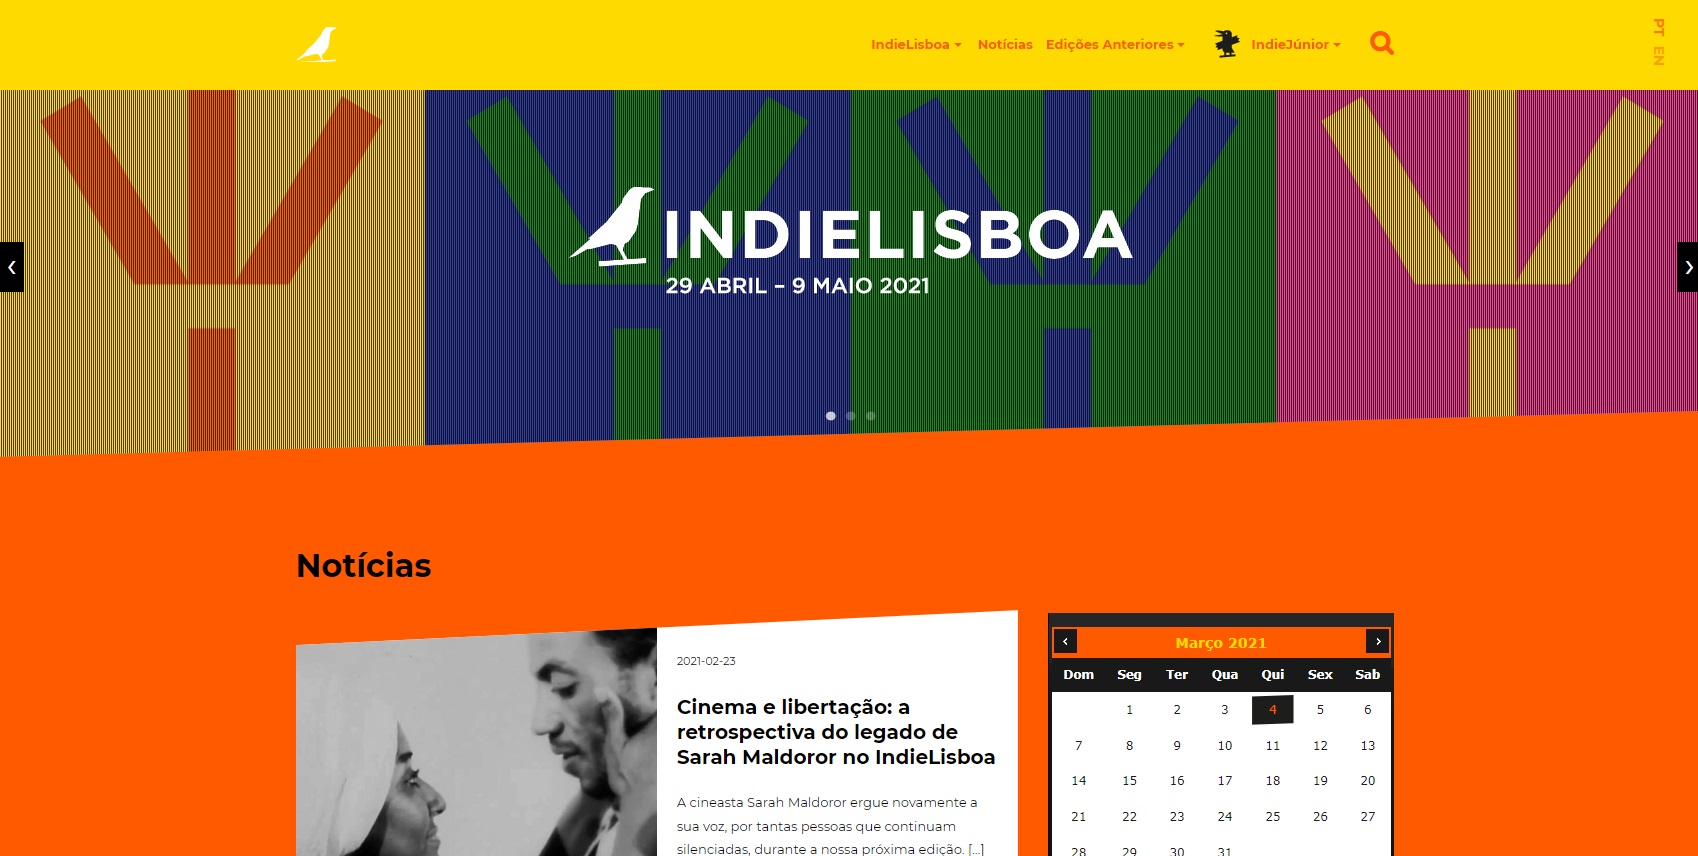 IndieLisboa
Notícias
Edições Anteriores
IndieJúnior
PT EN
INDIELISBOA
29 ABRIL – 9 MAIO 2021
Notícias
2021-02-23
Cinema e libertação: a
retrospectiva do legado de
Sarah Maldoror no IndieLisboa
A cineasta Sarah Maldoror ergue novamente a
sua voz, por tantas pessoas que continuam
silenciadas, durante a nossa próxima edição. [...]
Março 2021
Dom Seg Ter Qua Qui Sex Sab
1 2 3 4 5 6
7 8 9 10 11 12 13
14 15 16 17 18 19 20
21 22 23 24 25 26 27
28 29 30 31